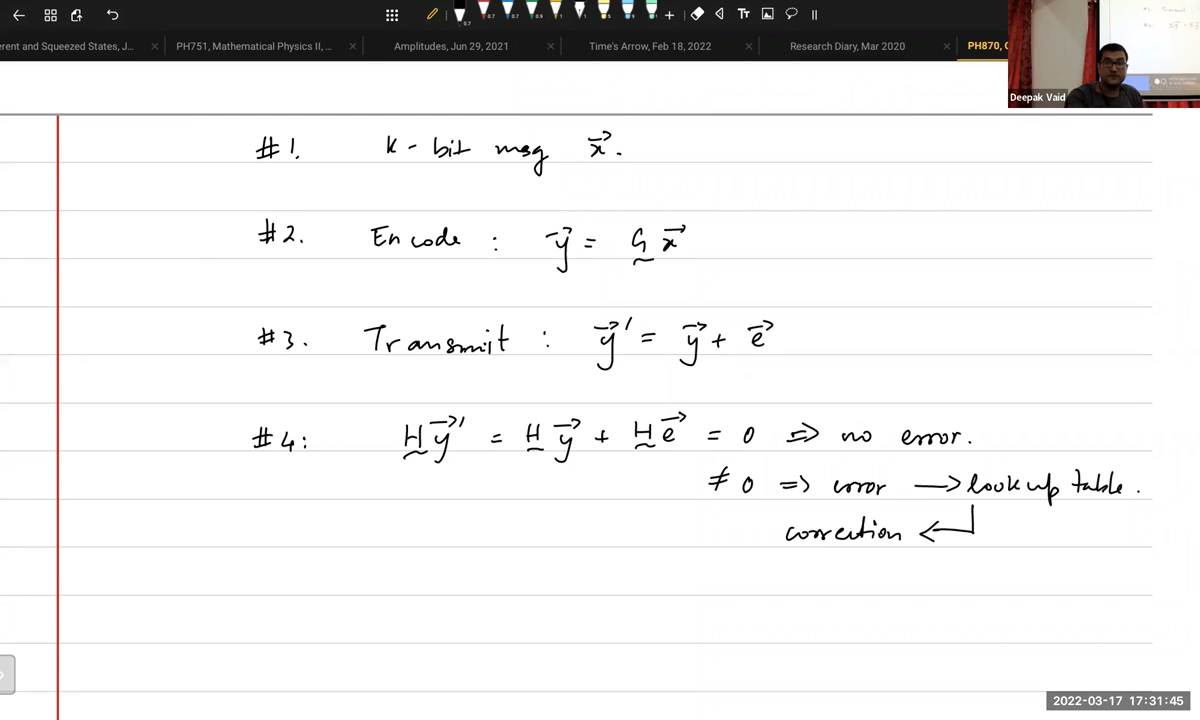 erent and Squeezed States, J... × PH751, Mathematical Physics II, ... × Amplitudes, Jun 29, 2021 × Time's Arrow, Feb 18, 2022 × Research Diary, Mar 2020 × PH870, Q
Deepak Vaid
#1. k-bit msg x⃗.
#2. Encode : y⃗ = G x⃗
#3. Transmit : y⃗' = y⃗ + e⃗
#4: H y⃗' = H y⃗ + H e⃗ = 0 => no error.
≠ 0 => error —> look up table.
correction <—
2022-03-17 17:31:45